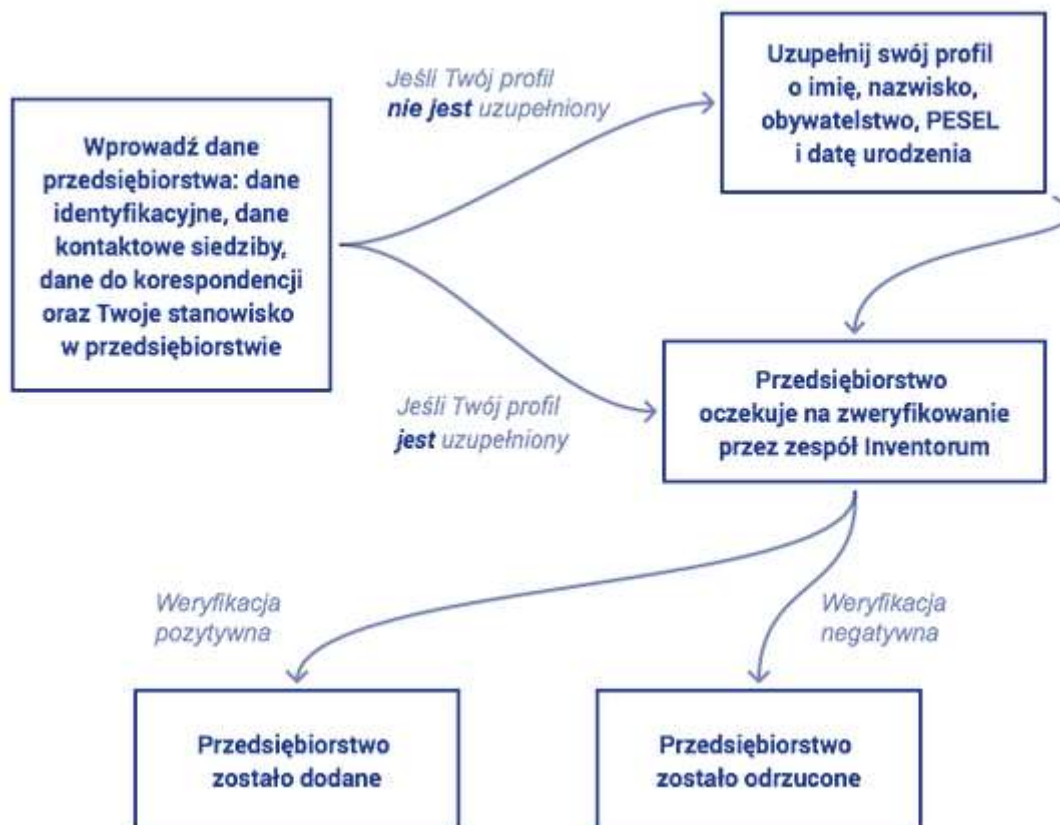 Wprowadź dane
przedsiębiorstwa: dane
identyfikacyjne, dane
kontaktowe siedziby,
dane do korespondencji
oraz Twoje stanowisko
w przedsiębiorstwie
Jeśli Twój profil
nie jest uzupełniony
Uzupełnij swój profil
o imię, nazwisko,
obywatelstwo, PESEL
i datę urodzenia
Jeśli Twój profil
jest uzupełniony
Przedsiębiorstwo
oczekuje na zweryfikowanie
przez zespół Inventorum
Weryfikacja
pozytywna
Weryfikacja
negatywna
Przedsiębiorstwo
zostało dodane
Przedsiębiorstwo
zostało odrzucone